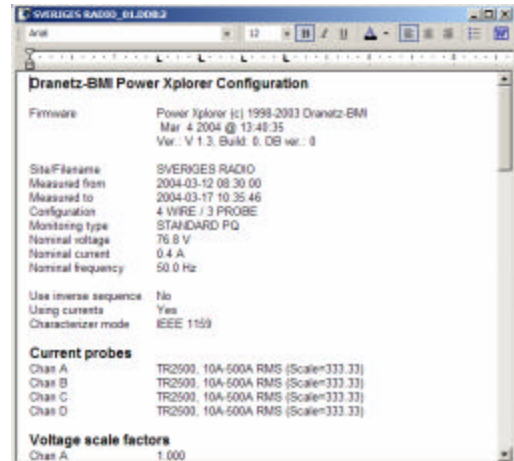 SVERIGES RADIO_01.DDB:2
Arial 12 B I U A
Dranetz-BMI Power Xplorer Configuration
Firmware Power Xplorer (c) 1998-2003 Dranetz-BMI
Mar 4 2004 @ 13:40:35
Ver.: V 1.3, Build: 0, DB ver.: 0
Site/Filename SVERIGES RADIO
Measured from 2004-03-12 08.30.00
Measured to 2004-03-17 10.35.46
Configuration 4 WIRE / 3 PROBE
Monitoring type STANDARD PQ
Nominal voltage 76.8 V
Nominal current 0.4 A
Nominal frequency 50.0 Hz
Use inverse sequence No
Using currents Yes
Characterizer mode IEEE 1159
Current probes
Chan A TR2500, 10A-500A RMS (Scale=333.33)
Chan B TR2500, 10A-500A RMS (Scale=333.33)
Chan C TR2500, 10A-500A RMS (Scale=333.33)
Chan D TR2500, 10A-500A RMS (Scale=333.33)
Voltage scale factors
Chan A 1.000